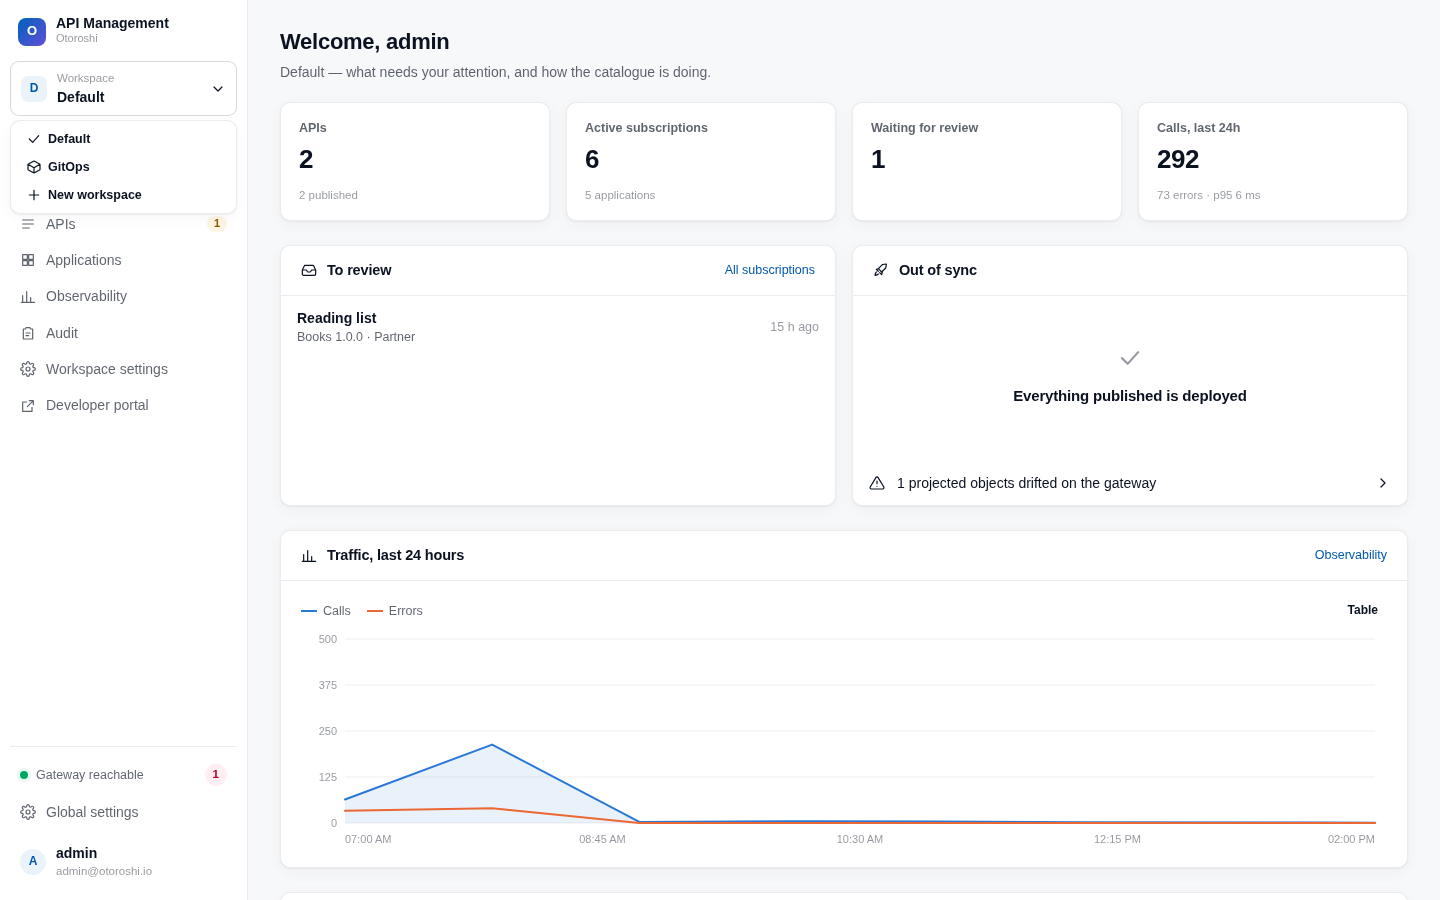 O
API Management
Otoroshi
D
Workspace
Default
Default
GitOps
New workspace
APIs
1
Applications
Observability
Audit
Workspace settings
Developer portal
Gateway reachable
1
Global settings
A
admin
admin@otoroshi.io
Welcome, admin
Default — what needs your attention, and how the catalogue is doing.
APIs
2
2 published
Active subscriptions
6
5 applications
Waiting for review
1
Calls, last 24h
292
73 errors · p95 6 ms
To review
All subscriptions
Reading list
Books 1.0.0 · Partner
15 h ago
Out of sync
Everything published is deployed
1 projected objects drifted on the gateway
Traffic, last 24 hours
Observability
Calls
Errors
Table
500
375
250
125
0
07:00 AM
08:45 AM
10:30 AM
12:15 PM
02:00 PM